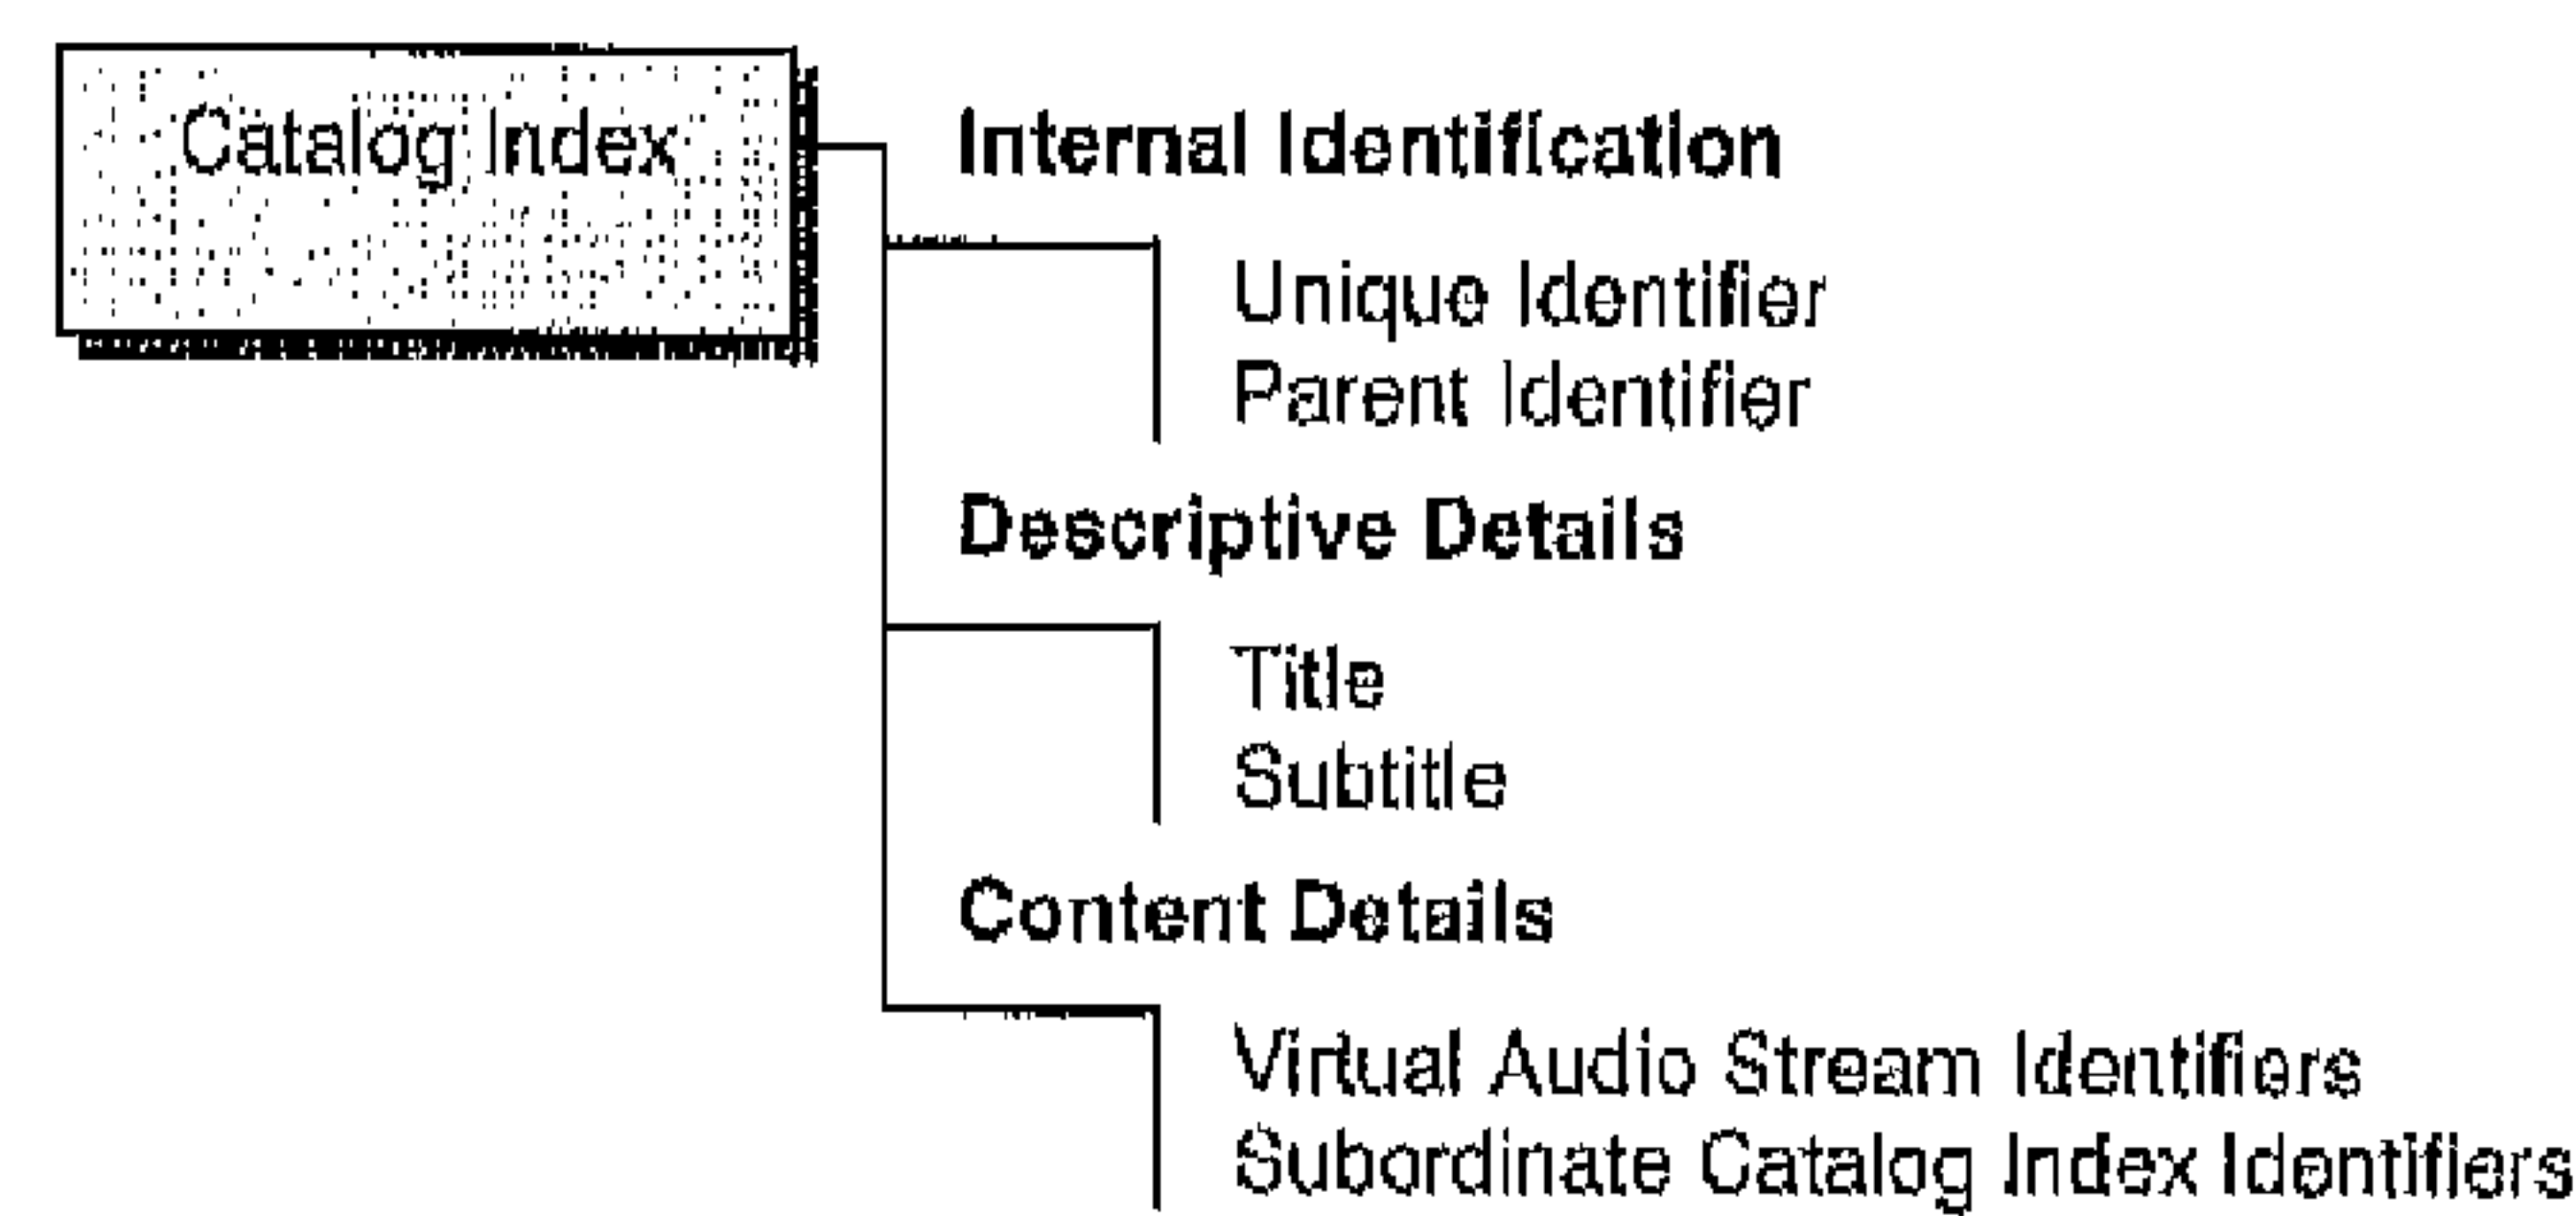 Catalog Index
Internal Identification
Unique Identifier
Parent Identifier
Descriptive Details
Title
Subtitle
Content Details
Virtual Audio Stream Identifiers
Subordinate Catalog Index Identifiers